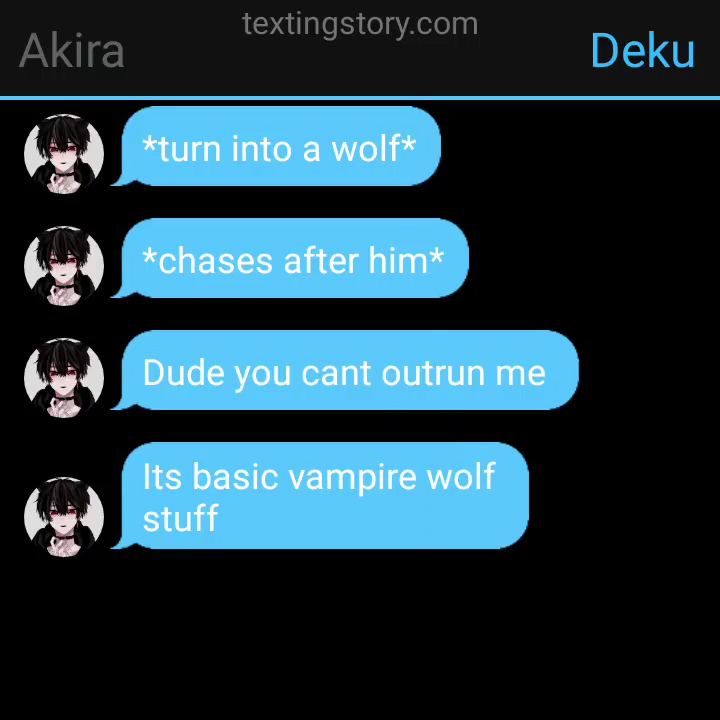 textingstory.com
Akira
Deku
*turn into a wolf*
*chases after him*
Dude you cant outrun me
Its basic vampire wolf
stuff